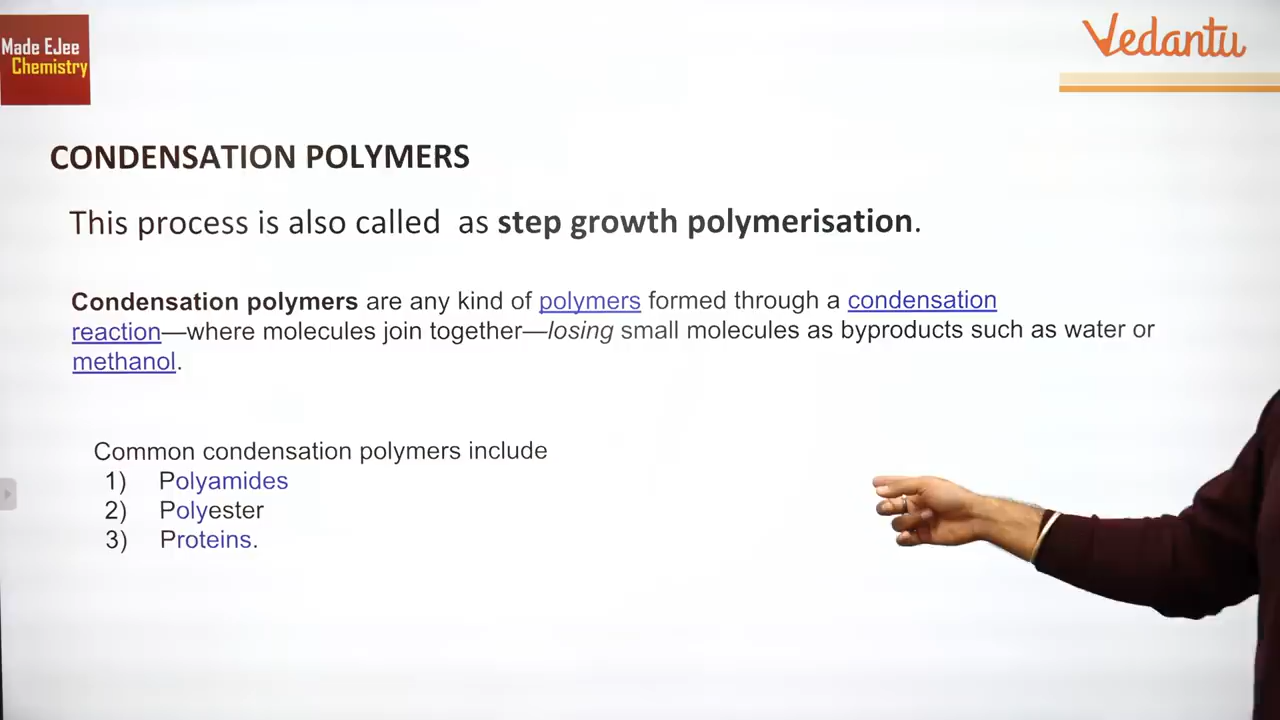 Made EJee
Chemistry
Vedantu
CONDENSATION POLYMERS
This process is also called as step growth polymerisation.
Condensation polymers are any kind of polymers formed through a condensation
reaction—where molecules join together—losing small molecules as byproducts such as water or
methanol.
Common condensation polymers include
1) Polyamides
2) Polyester
3) Proteins.